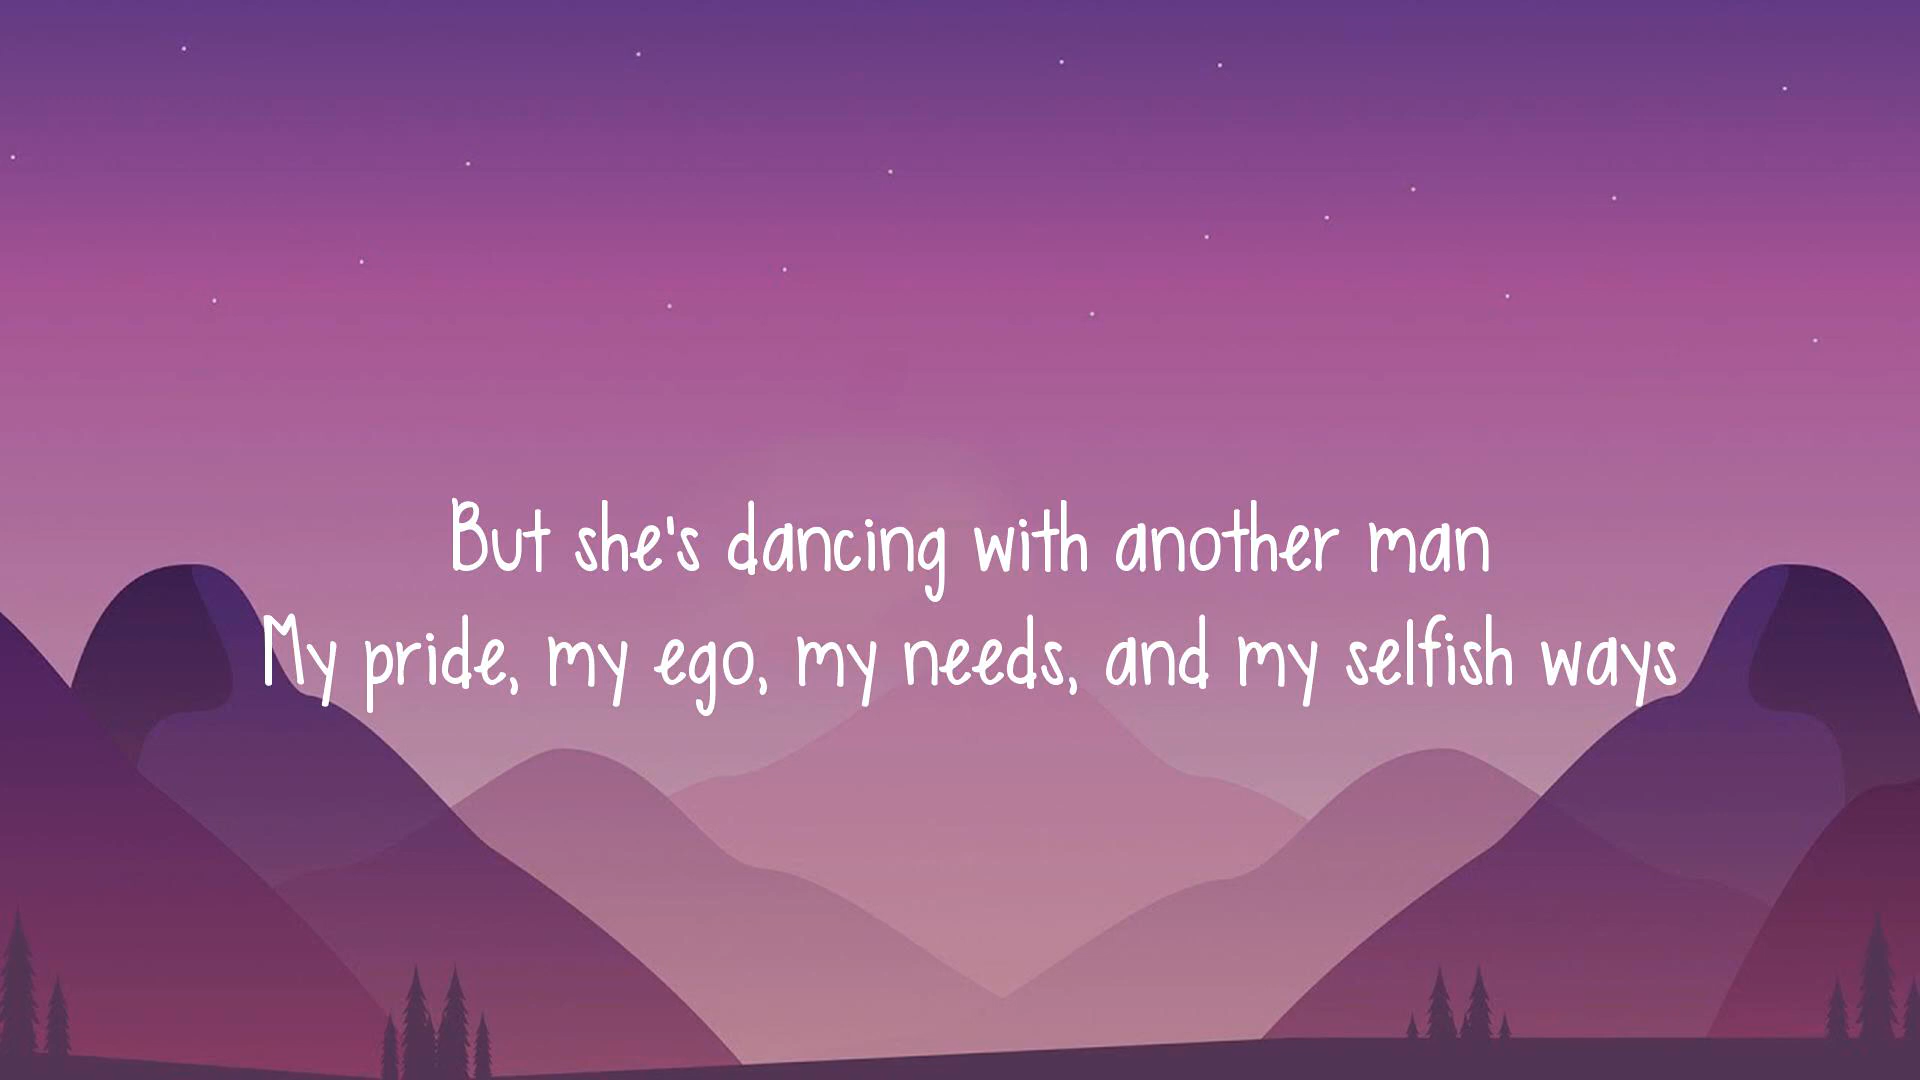 But she's dancing with another man
My pride, my ego, my needs, and my selfish ways